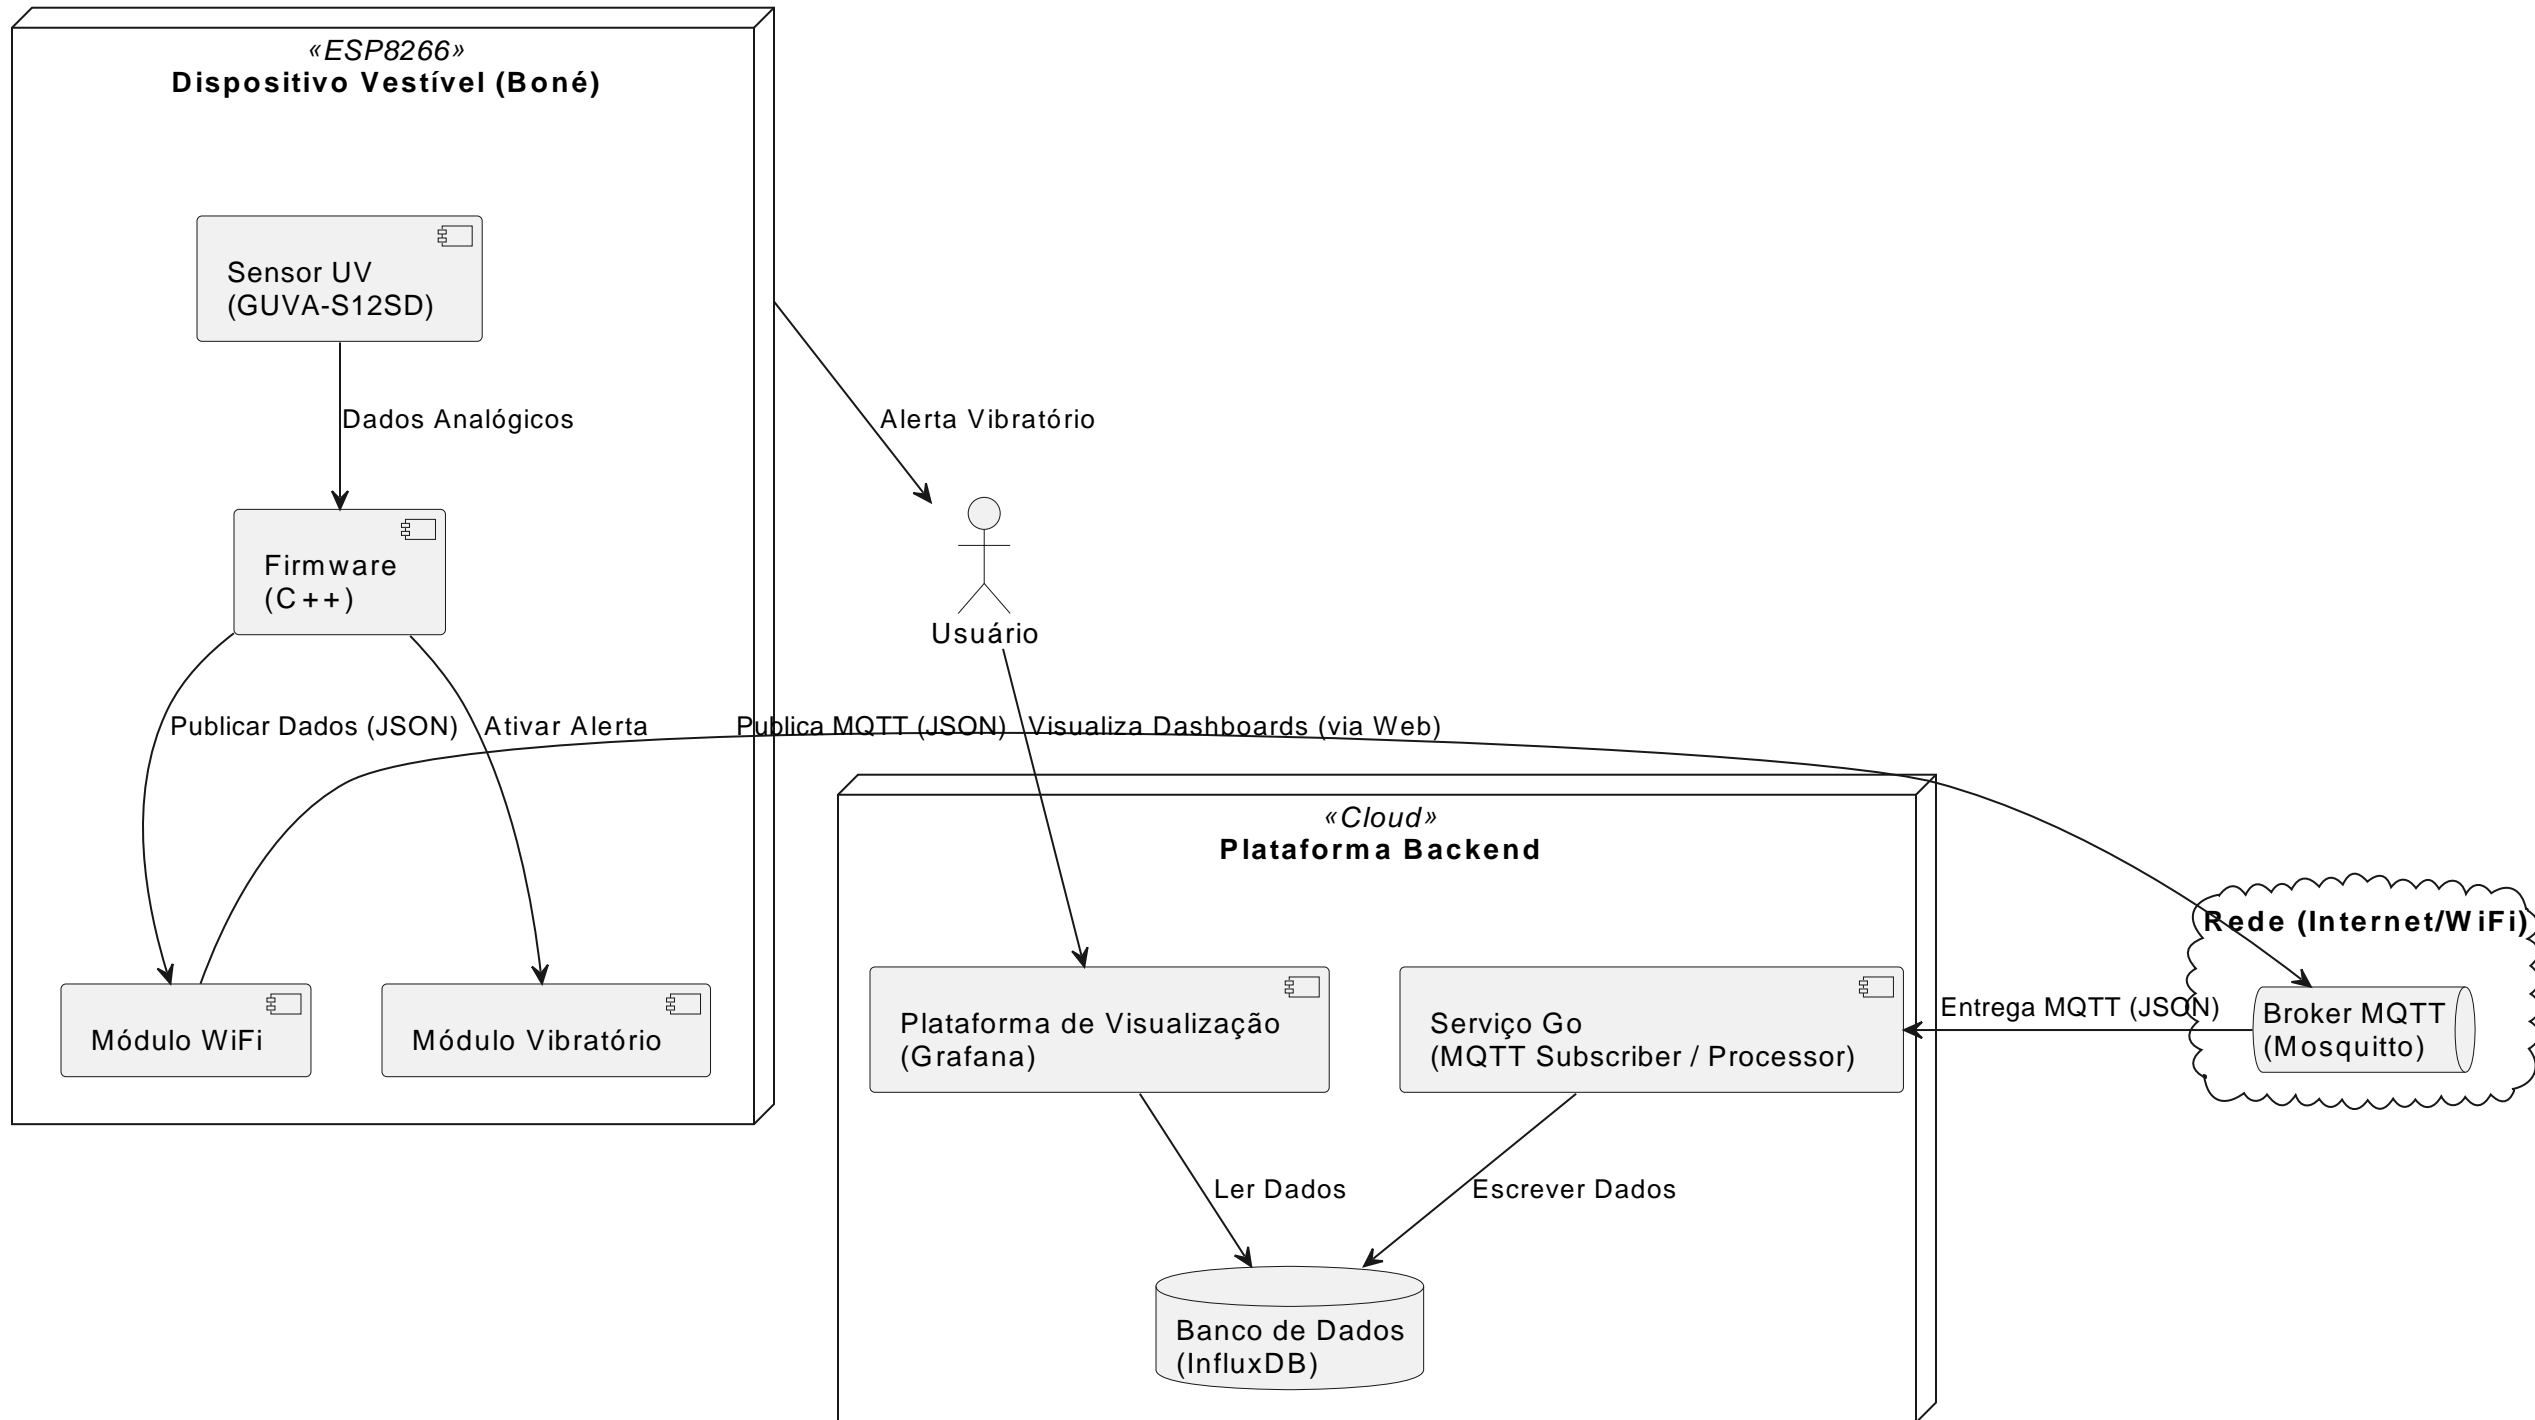 «ESP8266»
Dispositivo Vestível (Boné)
Sensor UV
(GUVA-S12SD)
Dados Analógicos
Alerta Vibratório
Firmware
(C++)
Usuário
Publicar Dados (JSON)
Ativar Alerta
Publica MQTT (JSON)
Visualiza Dashboards (via Web)
«Cloud»
Plataforma Backend
Rede (Internet/WiFi)
Módulo WiFi
Módulo Vibratório
Plataforma de Visualização
(Grafana)
Serviço Go
(MQTT Subscriber / Processor)
Entrega MQTT (JSON)
Broker MQTT
(Mosquitto)
Ler Dados
Escrever Dados
Banco de Dados
(InfluxDB)